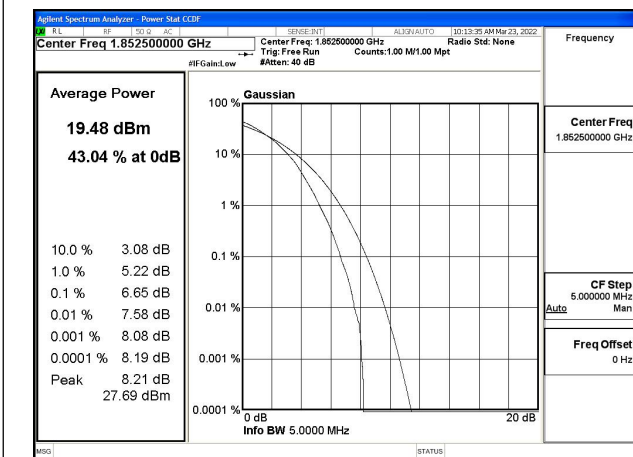 Agilent Spectrum Analyzer - Power Stat CCDF
RL RF 50 Ω AC SENSE:INT ALIGN AUTO 10:13:35 AM Mar 23, 2022
Center Freq 1.852500000 GHz
Center Freq: 1.852500000 GHz Radio Std: None
Trig: Free Run Counts:1.00 M/1.00 Mpt
#IFGain:Low #Atten: 40 dB
Frequency
Average Power
19.48 dBm
43.04 % at 0dB
10.0 % 3.08 dB
1.0 % 5.22 dB
0.1 % 6.65 dB
0.01 % 7.58 dB
0.001 % 8.08 dB
0.0001 % 8.19 dB
Peak 8.21 dB
27.69 dBm
Gaussian
100 %
10 %
1 %
0.1 %
0.01 %
0.001 %
0.0001 %
0 dB 20 dB
Info BW 5.0000 MHz
Center Freq
1.852500000 GHz
CF Step
5.000000 MHz
Auto Man
Freq Offset
0 Hz
MSG STATUS